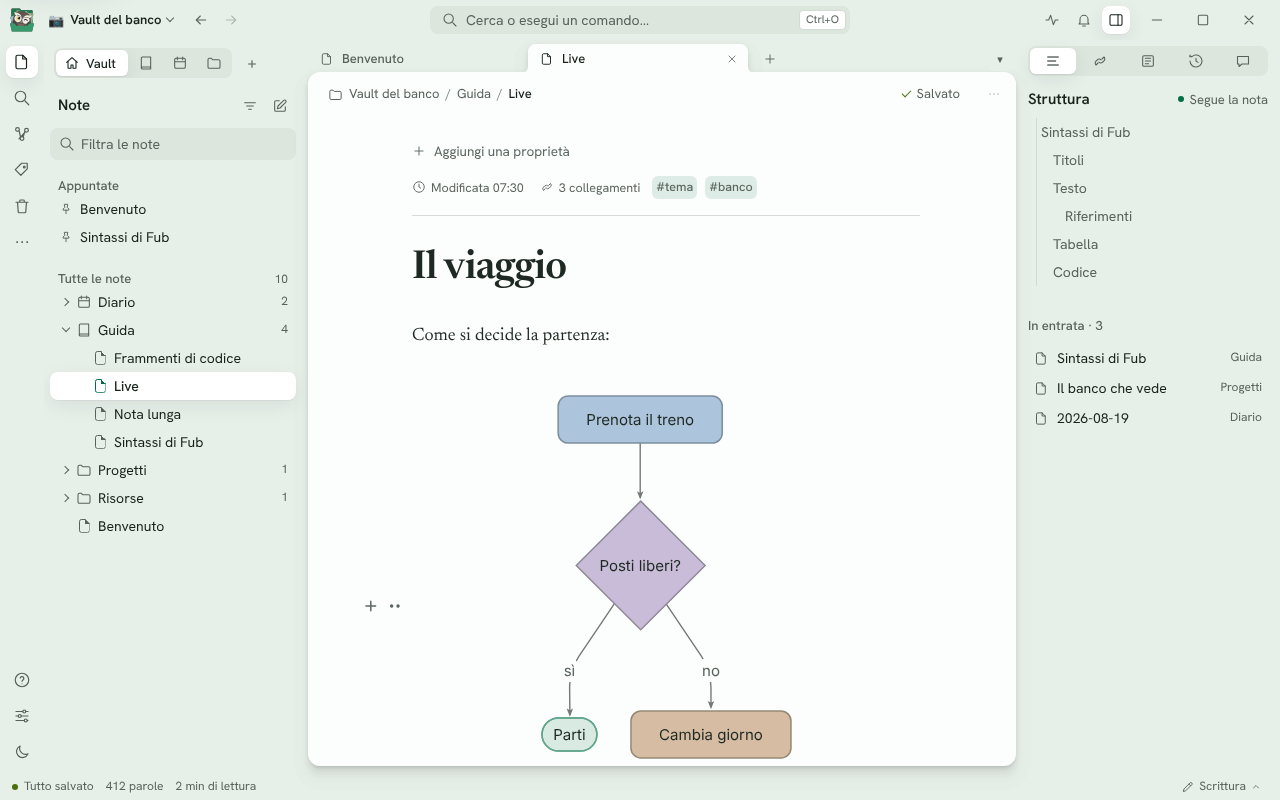 Vault del banco
Cerca o esegui un comando…
Ctrl+O
Vault
Note
Filtra le note
Appuntate
Benvenuto
Sintassi di Fub
Tutte le note 10
Diario 2
Guida 4
Frammenti di codice
Live
Nota lunga
Sintassi di Fub
Progetti 1
Risorse 1
Benvenuto
Benvenuto
Live
Vault del banco / Guida / Live
Salvato
Aggiungi una proprietà
Modificata 07:30 3 collegamenti #tema #banco
Il viaggio
Come si decide la partenza:
Prenota il treno
Posti liberi?
sì no
Parti Cambia giorno
Struttura Segue la nota
Sintassi di Fub
Titoli
Testo
Riferimenti
Tabella
Codice
In entrata · 3
Sintassi di Fub Guida
Il banco che vede Progetti
2026-08-19 Diario
Tutto salvato 412 parole 2 min di lettura
Scrittura